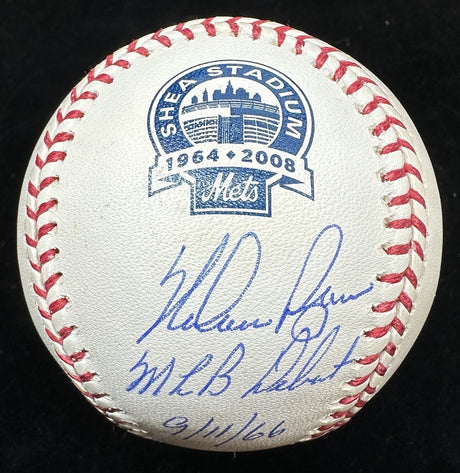 SHEA STADIUM
1964 • 2008
Mets
Nolan Ryan
MLB Debut
9/11/66